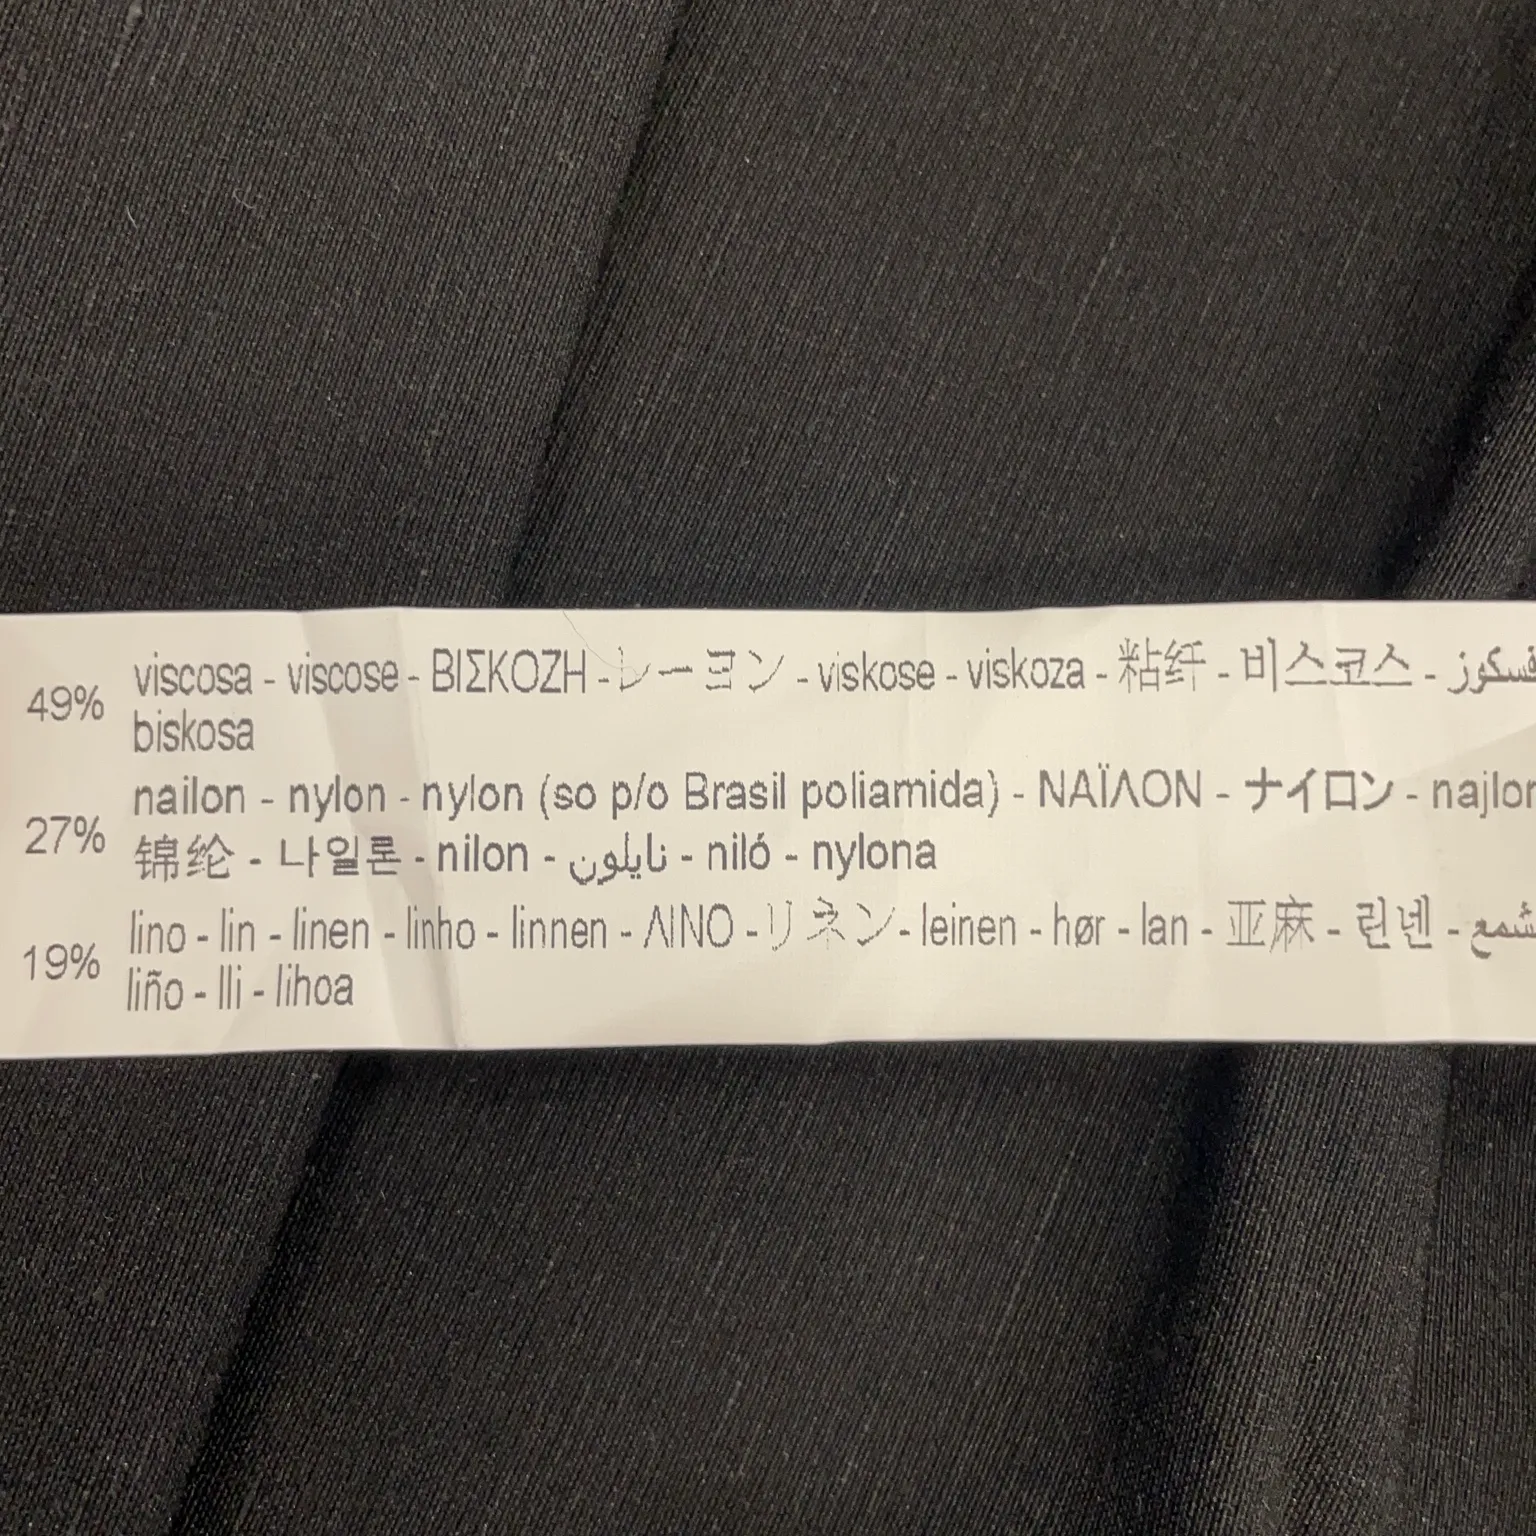 49% viscosa - viscose - ΒΙΣΚΟΖΗ - レーヨン - viskose - viskoza - 粘纤 - 비스코스 -
biskosa
27% nailon - nylon - nylon (so p/o Brasil poliamida) - ΝΑΪΛΟΝ - ナイロン -
锦纶 - 나일론 - nilon - نايلون - niló - nylona
19% lino - lin - linen - linho - linnen - ΛΙΝΟ - リネン - leinen - hør - lan - 亚麻 - 린넨 -
liño - lli - lihoa